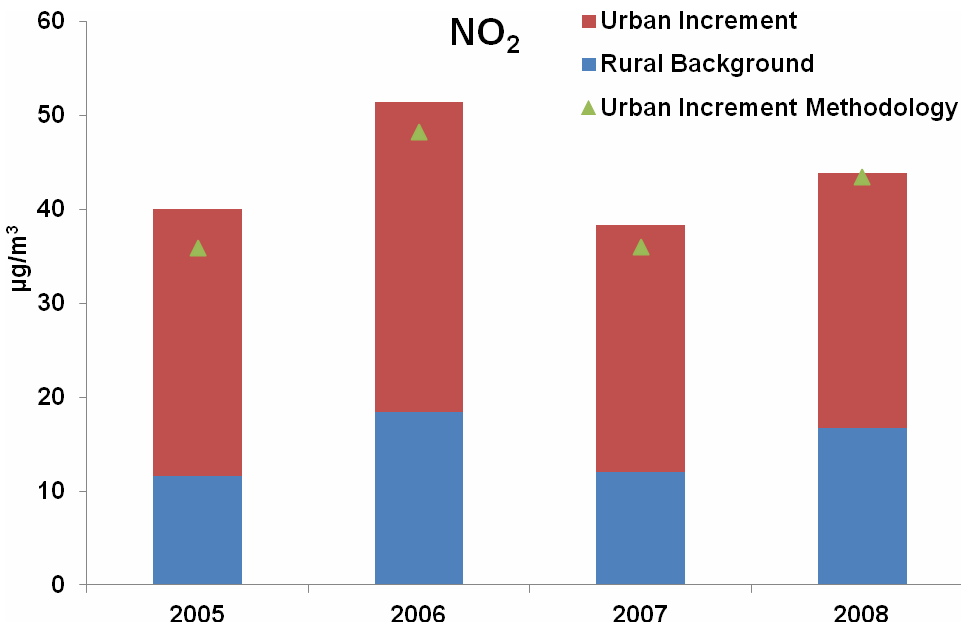 NO₂
Urban Increment
Rural Background
Urban Increment Methodology
µg/m³
60
50
40
30
20
10
0
2005 2006 2007 2008